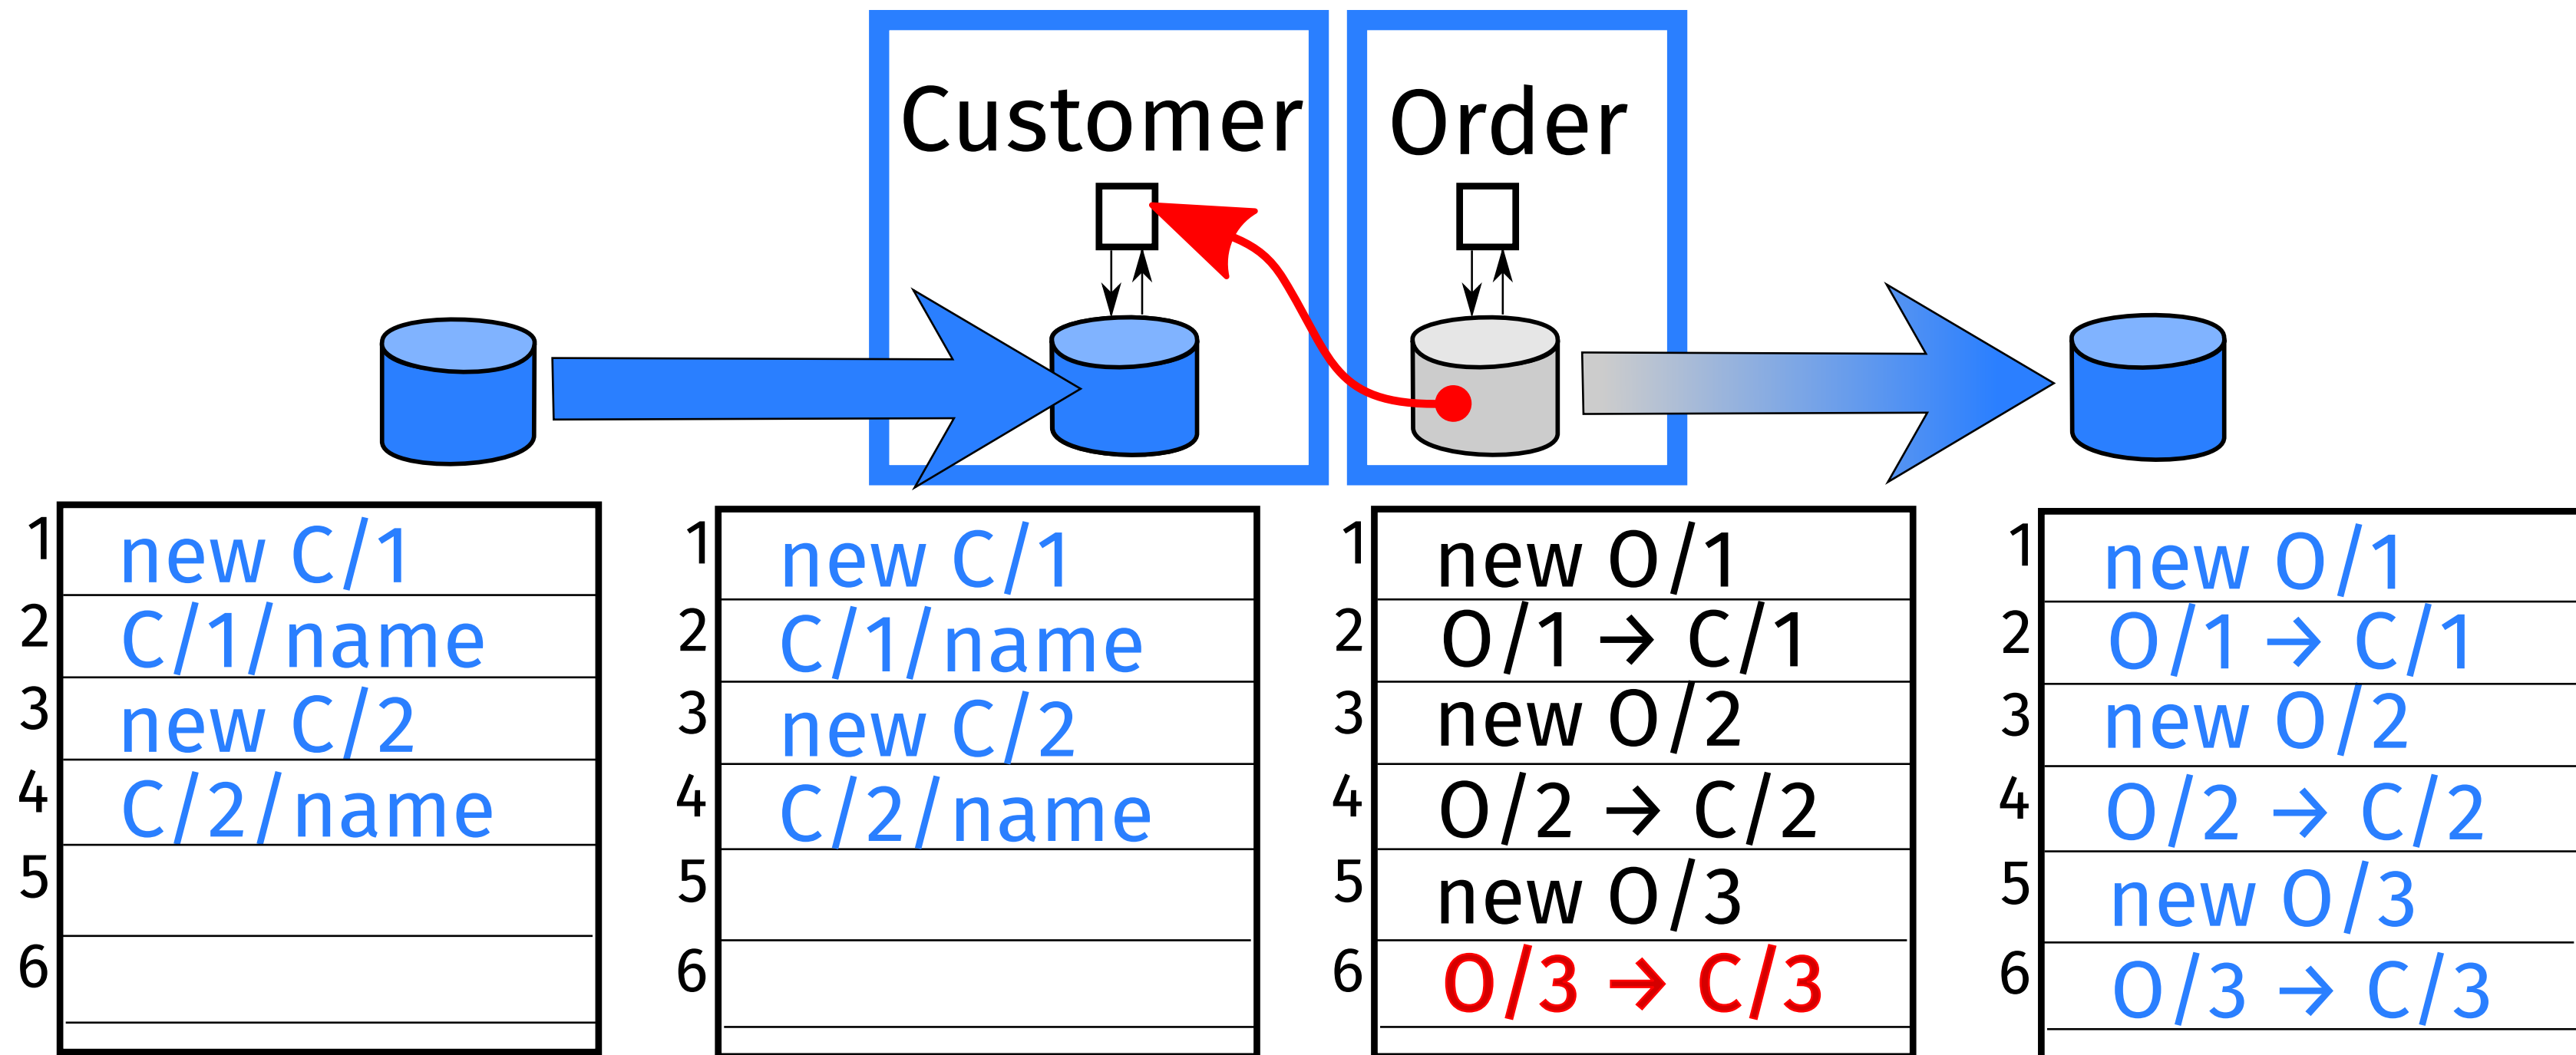 Customer
Order
1 new C/1
2 C/1/name
3 new C/2
4 C/2/name
5
6
1 new C/1
2 C/1/name
3 new C/2
4 C/2/name
5
6
1 new O/1
2 O/1 → C/1
3 new O/2
4 O/2 → C/2
5 new O/3
6 O/3 → C/3
1 new O/1
2 O/1 → C/1
3 new O/2
4 O/2 → C/2
5 new O/3
6 O/3 → C/3